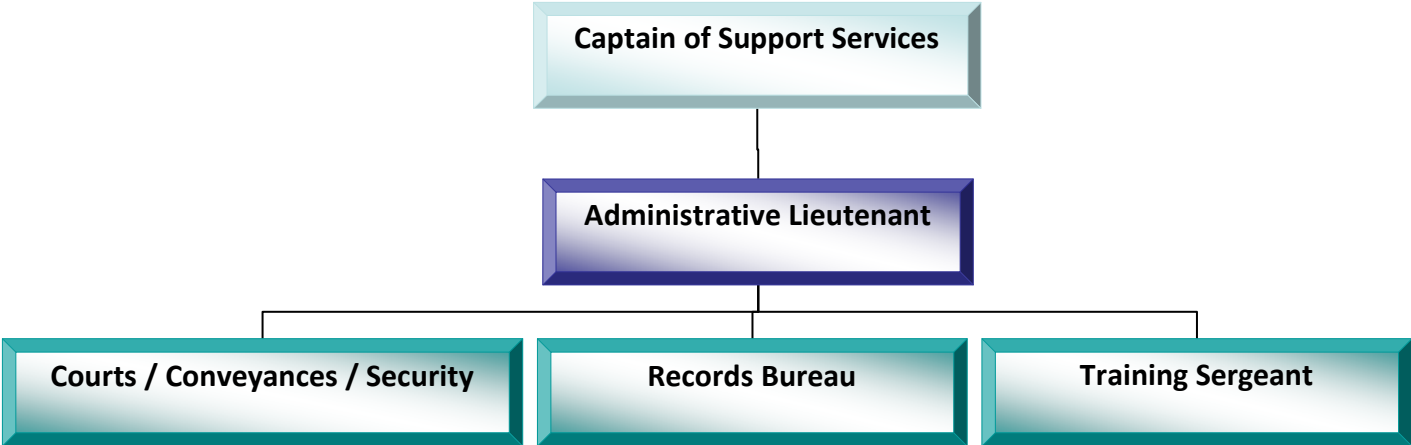 Captain of Support Services
Administrative Lieutenant
Courts / Conveyances / Security
Records Bureau
Training Sergeant